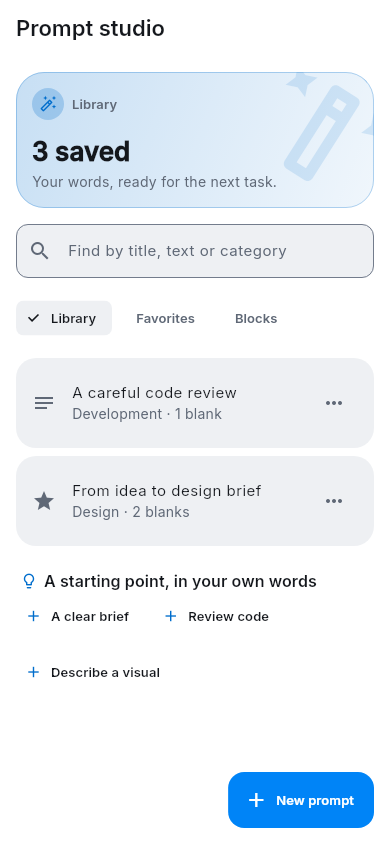 Prompt studio
Library
3 saved
Your words, ready for the next task.
Find by title, text or category
Library
Favorites
Blocks
A careful code review
Development · 1 blank
From idea to design brief
Design · 2 blanks
A starting point, in your own words
A clear brief
Review code
Describe a visual
New prompt